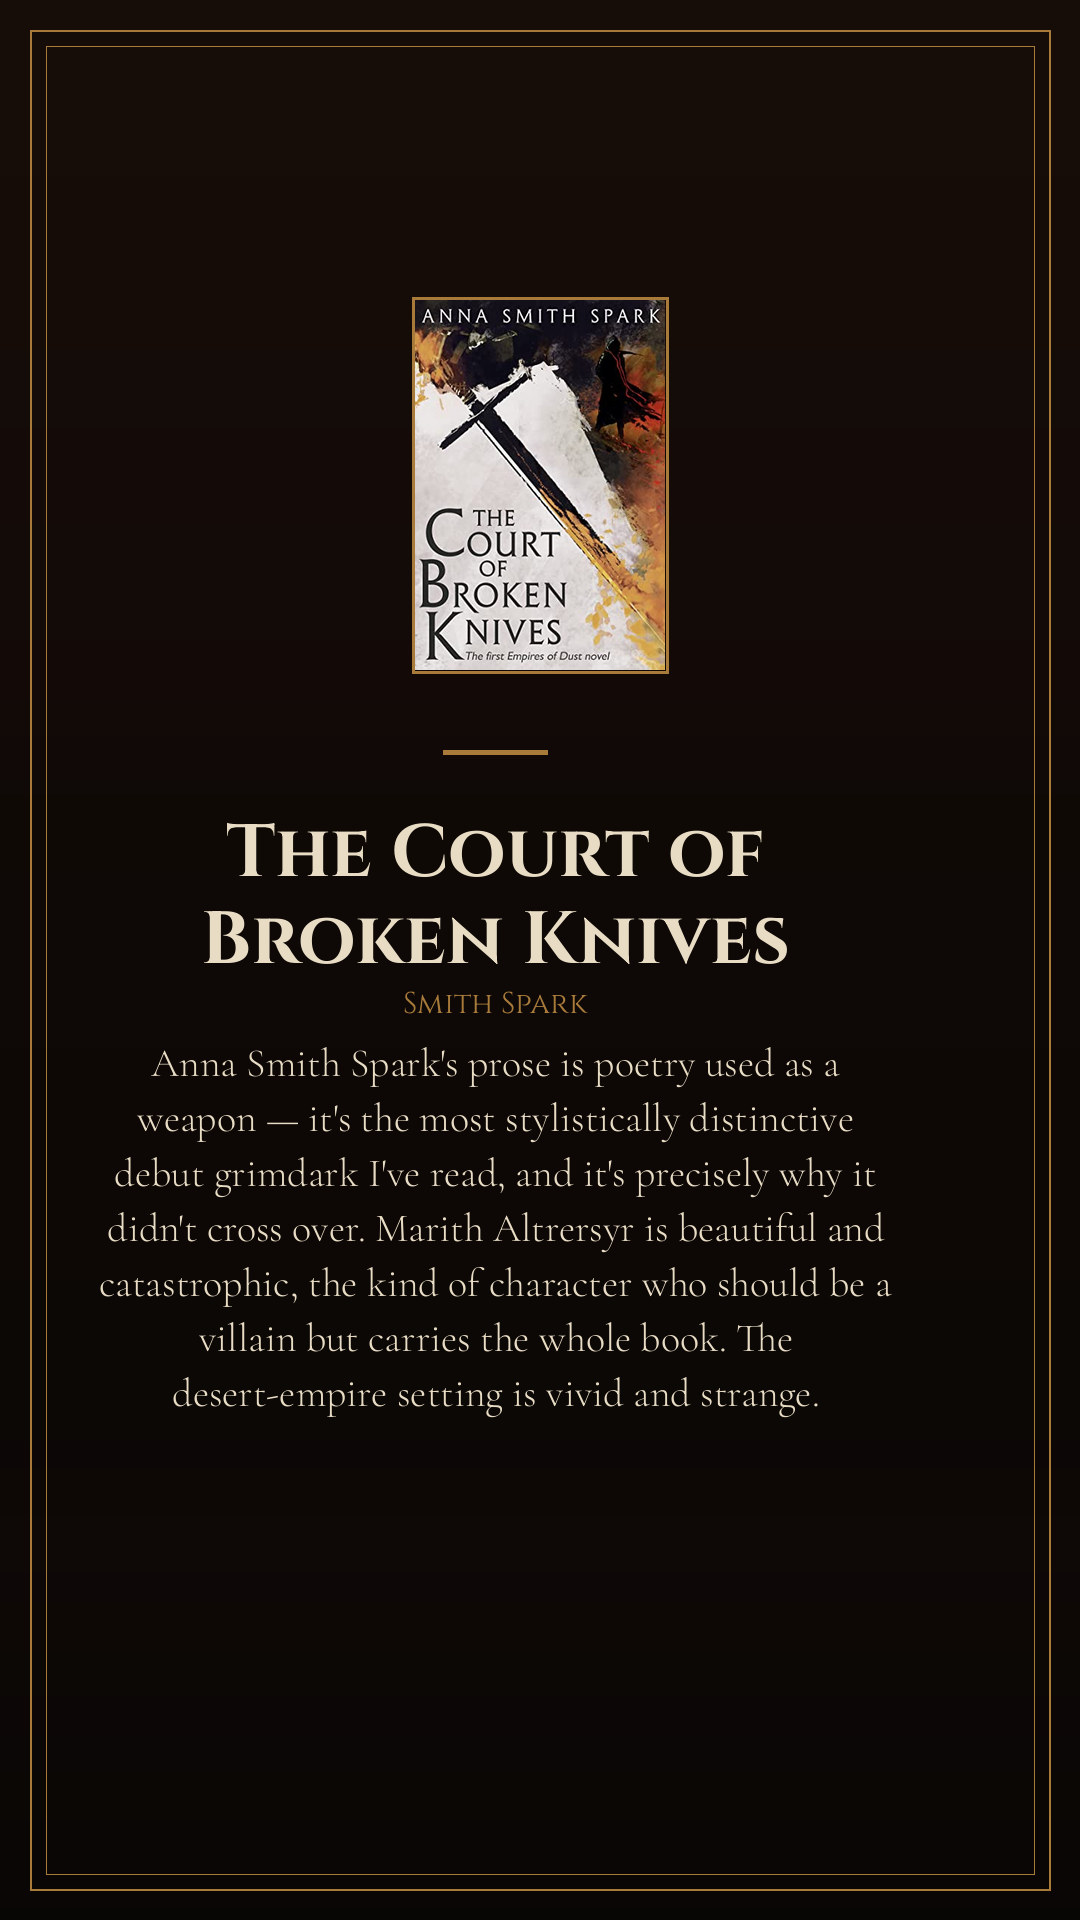 ANNA SMITH SPARK
THE
COURT
OF
BROKEN
KNIVES
The first Empires of Dust novel
The Court of
Broken Knives
Smith Spark
Anna Smith Spark's prose is poetry used as a
weapon — it's the most stylistically distinctive
debut grimdark I've read, and it's precisely why it
didn't cross over. Marith Altrersyr is beautiful and
catastrophic, the kind of character who should be a
villain but carries the whole book. The
desert-empire setting is vivid and strange.